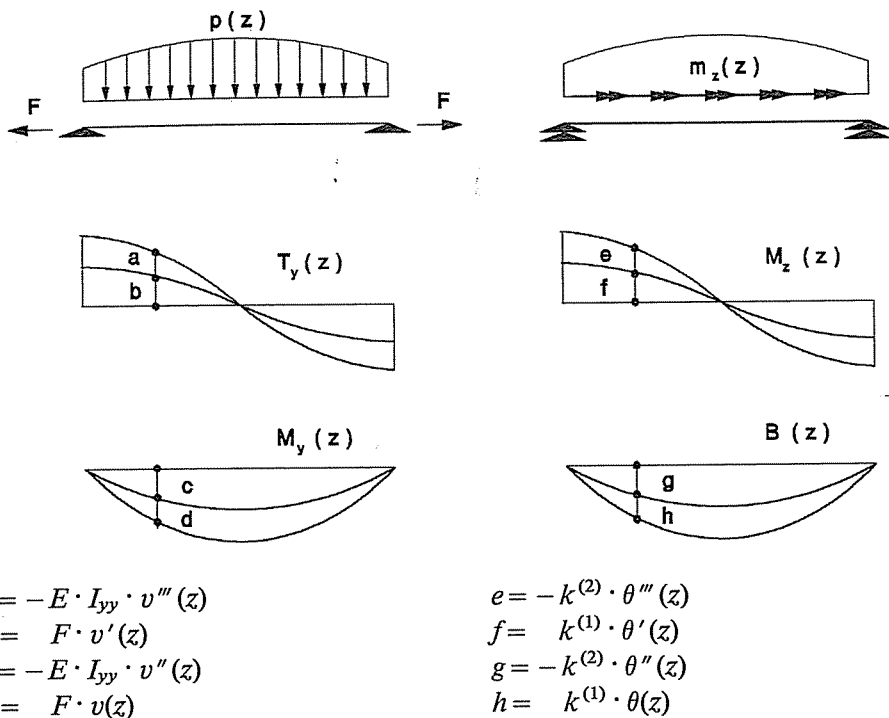 p(z)
m_z(z)
F
F
a
b
T_y(z)
e
f
M_z(z)
M_y(z)
c
d
B(z)
g
h
= -E · I_yy · v'''(z)
= F · v'(z)
= -E · I_yy · v''(z)
= F · v(z)
e = -k^(2) · θ'''(z)
f = k^(1) · θ'(z)
g = -k^(2) · θ''(z)
h = k^(1) · θ(z)